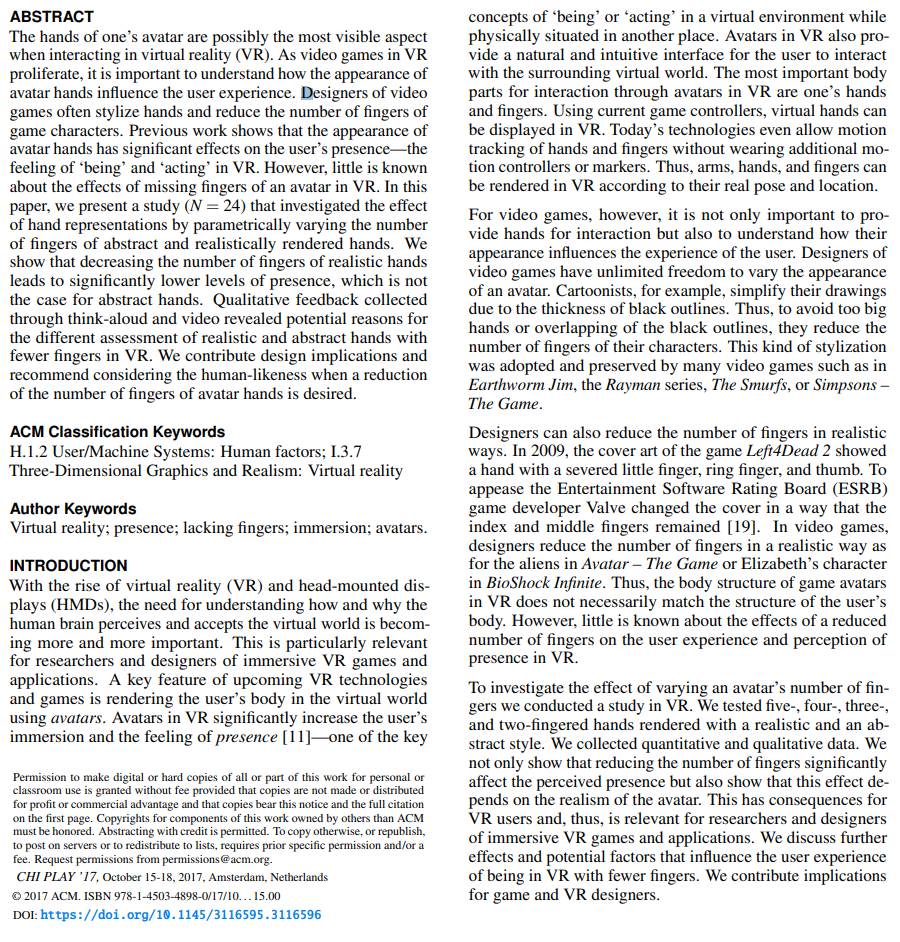 ABSTRACT
The hands of one's avatar are possibly the most visible aspect
when interacting in virtual reality (VR). As video games in VR
proliferate, it is important to understand how the appearance of
avatar hands influence the user experience. Designers of video
games often stylize hands and reduce the number of fingers of
game characters. Previous work shows that the appearance of
avatar hands has significant effects on the user's presence—the
feeling of 'being' and 'acting' in VR. However, little is known
about the effects of missing fingers of an avatar in VR. In this
paper, we present a study (N = 24) that investigated the effect
of hand representations by parametrically varying the number
of fingers of abstract and realistically rendered hands. We
show that decreasing the number of fingers of realistic hands
leads to significantly lower levels of presence, which is not
the case for abstract hands. Qualitative feedback collected
through think-aloud and video revealed potential reasons for
the different assessment of realistic and abstract hands with
fewer fingers in VR. We contribute design implications and
recommend considering the human-likeness when a reduction
of the number of fingers of avatar hands is desired.
ACM Classification Keywords
H.1.2 User/Machine Systems: Human factors; I.3.7
Three-Dimensional Graphics and Realism: Virtual reality
Author Keywords
Virtual reality; presence; lacking fingers; immersion; avatars.
INTRODUCTION
With the rise of virtual reality (VR) and head-mounted dis-
plays (HMDs), the need for understanding how and why the
human brain perceives and accepts the virtual world is becom-
ing more and more important. This is particularly relevant
for researchers and designers of immersive VR games and
applications. A key feature of upcoming VR technologies
and games is rendering the user's body in the virtual world
using avatars. Avatars in VR significantly increase the user's
immersion and the feeling of presence [11]—one of the key
Permission to make digital or hard copies of all or part of this work for personal or
classroom use is granted without fee provided that copies are not made or distributed
for profit or commercial advantage and that copies bear this notice and the full citation
on the first page. Copyrights for components of this work owned by others than ACM
must be honored. Abstracting with credit is permitted. To copy otherwise, or republish,
to post on servers or to redistribute to lists, requires prior specific permission and/or a
fee. Request permissions from permissions@acm.org.
CHI PLAY '17, October 15-18, 2017, Amsterdam, Netherlands
© 2017 ACM. ISBN 978-1-4503-4898-0/17/10...15.00
DOI: https://doi.org/10.1145/3116595.3116596
concepts of 'being' or 'acting' in a virtual environment while
physically situated in another place. Avatars in VR also pro-
vide a natural and intuitive interface for the user to interact
with the surrounding virtual world. The most important body
parts for interaction through avatars in VR are one's hands
and fingers. Using current game controllers, virtual hands can
be displayed in VR. Today's technologies even allow motion
tracking of hands and fingers without wearing additional mo-
tion controllers or markers. Thus, arms, hands, and fingers can
be rendered in VR according to their real pose and location.
For video games, however, it is not only important to pro-
vide hands for interaction but also to understand how their
appearance influences the experience of the user. Designers of
video games have unlimited freedom to vary the appearance
of an avatar. Cartoonists, for example, simplify their drawings
due to the thickness of black outlines. Thus, to avoid too big
hands or overlapping of the black outlines, they reduce the
number of fingers of their characters. This kind of stylization
was adopted and preserved by many video games such as in
Earthworm Jim, the Rayman series, The Smurfs, or Simpsons –
The Game.
Designers can also reduce the number of fingers in realistic
ways. In 2009, the cover art of the game Left4Dead 2 showed
a hand with a severed little finger, ring finger, and thumb. To
appease the Entertainment Software Rating Board (ESRB)
game developer Valve changed the cover in a way that the
index and middle fingers remained [19]. In video games,
designers reduce the number of fingers in a realistic way as
for the aliens in Avatar – The Game or Elizabeth's character
in BioShock Infinite. Thus, the body structure of game avatars
in VR does not necessarily match the structure of the user's
body. However, little is known about the effects of a reduced
number of fingers on the user experience and perception of
presence in VR.
To investigate the effect of varying an avatar's number of fin-
gers we conducted a study in VR. We tested five-, four-, three-,
and two-fingered hands rendered with a realistic and an ab-
stract style. We collected quantitative and qualitative data. We
not only show that reducing the number of fingers significantly
affect the perceived presence but also show that this effect de-
pends on the realism of the avatar. This has consequences for
VR users and, thus, is relevant for researchers and designers
of immersive VR games and applications. We discuss further
effects and potential factors that influence the user experience
of being in VR with fewer fingers. We contribute implications
for game and VR designers.